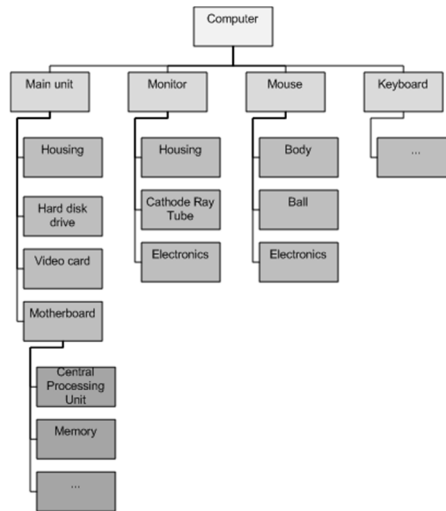 Computer
Main unit
Monitor
Mouse
Keyboard
Housing
Housing
Body
...
Hard disk
drive
Cathode Ray
Tube
Ball
Video card
Electronics
Electronics
Motherboard
Central
Processing
Unit
Memory
...